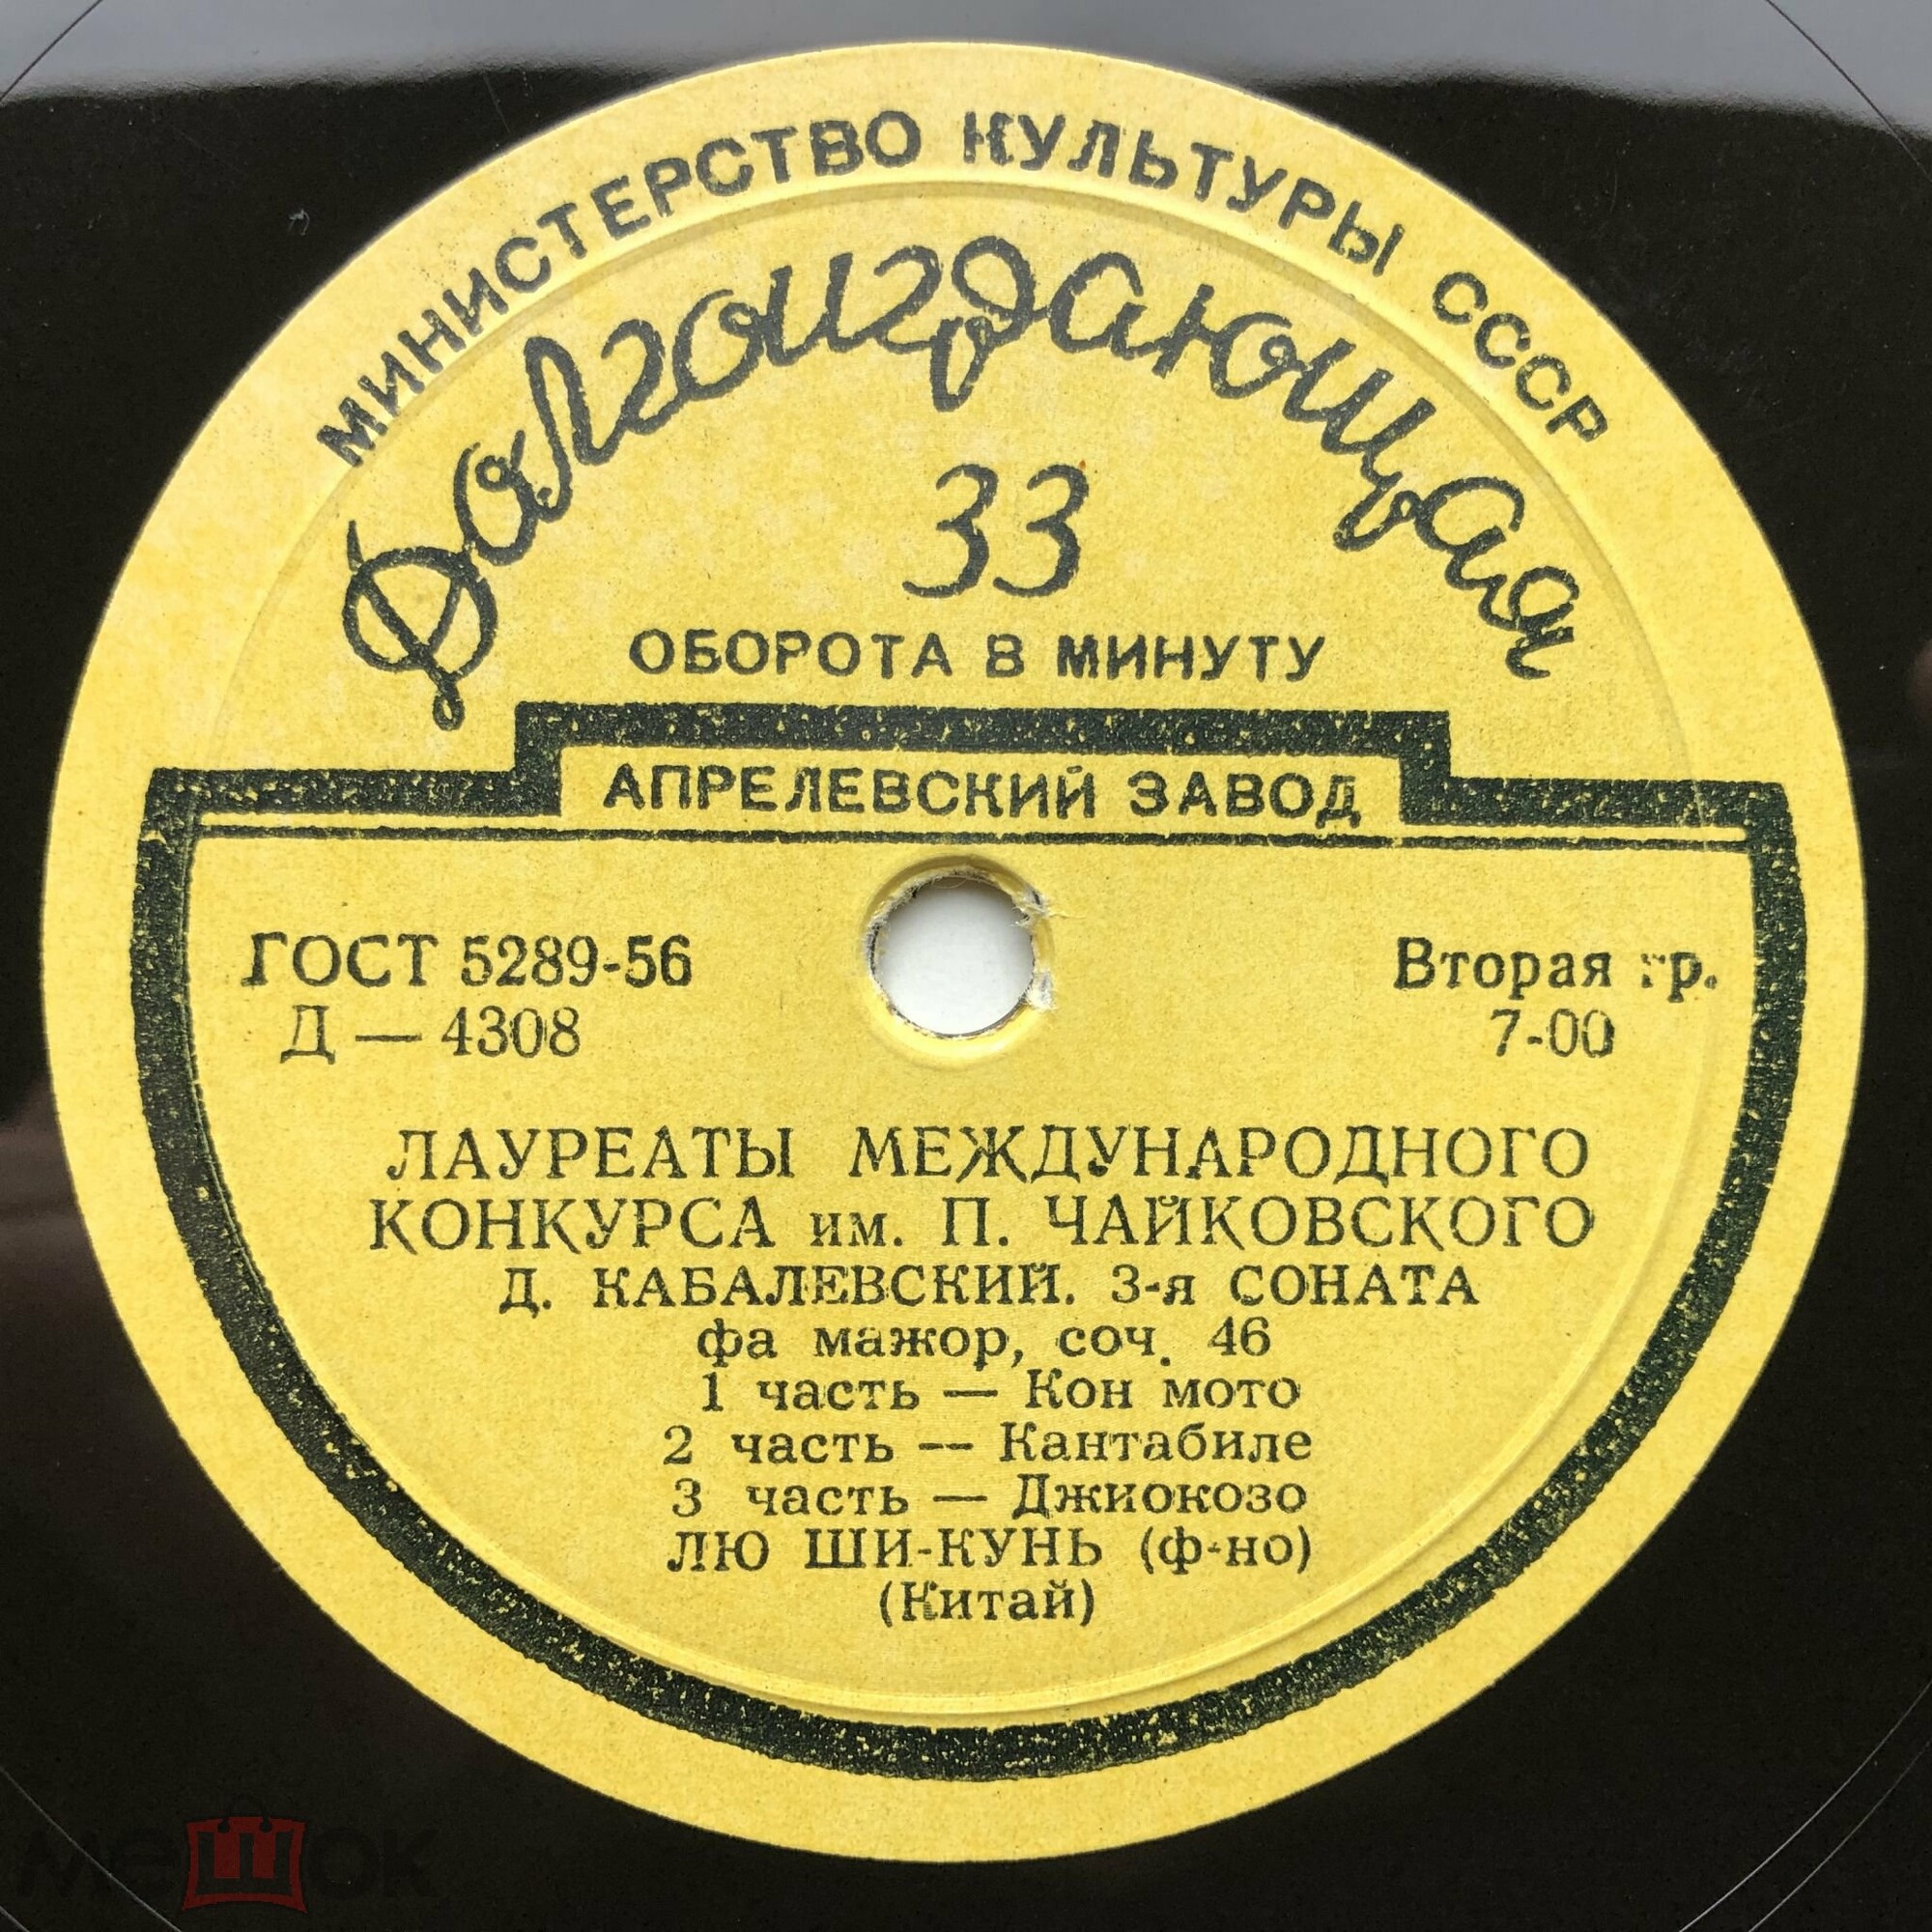 МИНИСТЕРСТВО КУЛЬТУРЫ СССР
Долгоиграющая
33
ОБОРОТА В МИНУТУ
АПРЕЛЕВСКИЙ ЗАВОД
ГОСТ 5289-56
Вторая гр.
Д — 4308
7-00
ЛАУРЕАТЫ МЕЖДУНАРОДНОГО
КОНКУРСА им. П. ЧАЙКОВСКОГО
Д. КАБАЛЕВСКИЙ. 3-я СОНАТА
фа мажор, соч. 46
1 часть — Кон мото
2 часть — Кантабиле
3 часть — Джиокозо
ЛЮ ШИ-КУНЬ (ф-но)
(Китай)
мешок